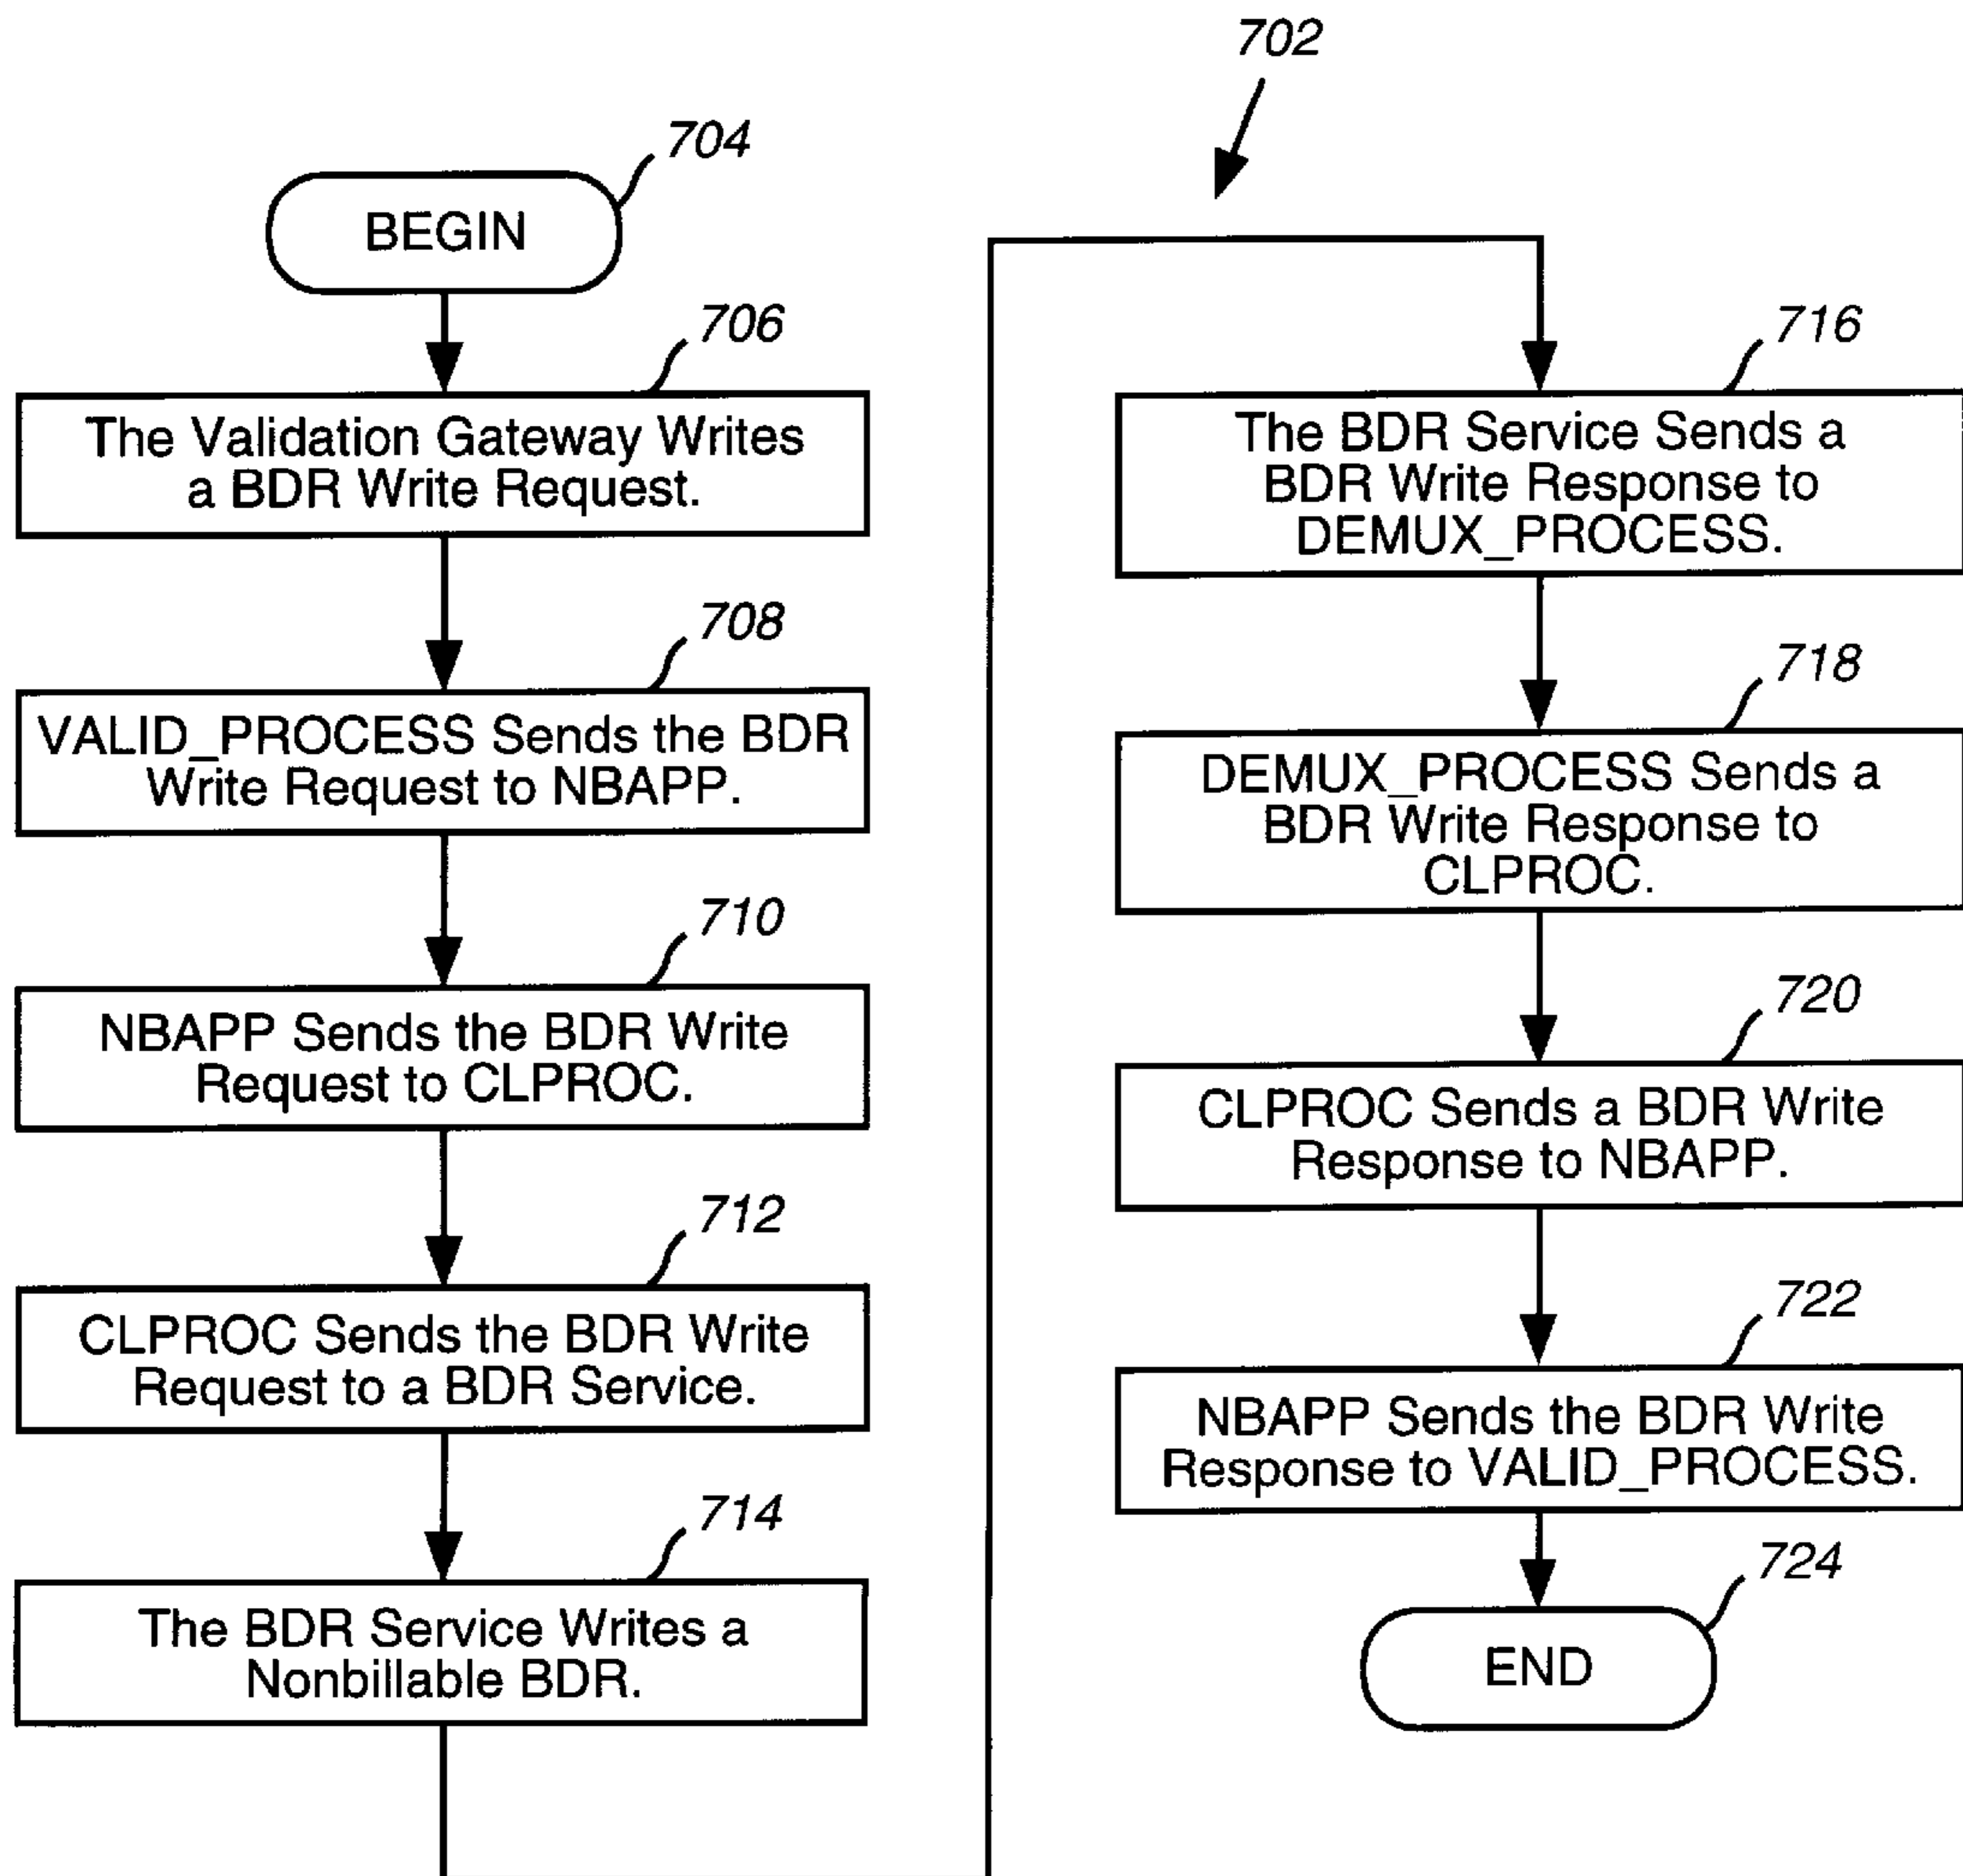 702
704
BEGIN
706
The Validation Gateway Writes
a BDR Write Request.
708
VALID_PROCESS Sends the BDR
Write Request to NBAPP.
710
NBAPP Sends the BDR Write
Request to CLPROC.
712
CLPROC Sends the BDR Write
Request to a BDR Service.
714
The BDR Service Writes a
Nonbillable BDR.
716
The BDR Service Sends a
BDR Write Response to
DEMUX_PROCESS.
718
DEMUX_PROCESS Sends a
BDR Write Response to
CLPROC.
720
CLPROC Sends a BDR Write
Response to NBAPP.
722
NBAPP Sends the BDR Write
Response to VALID_PROCESS.
724
END